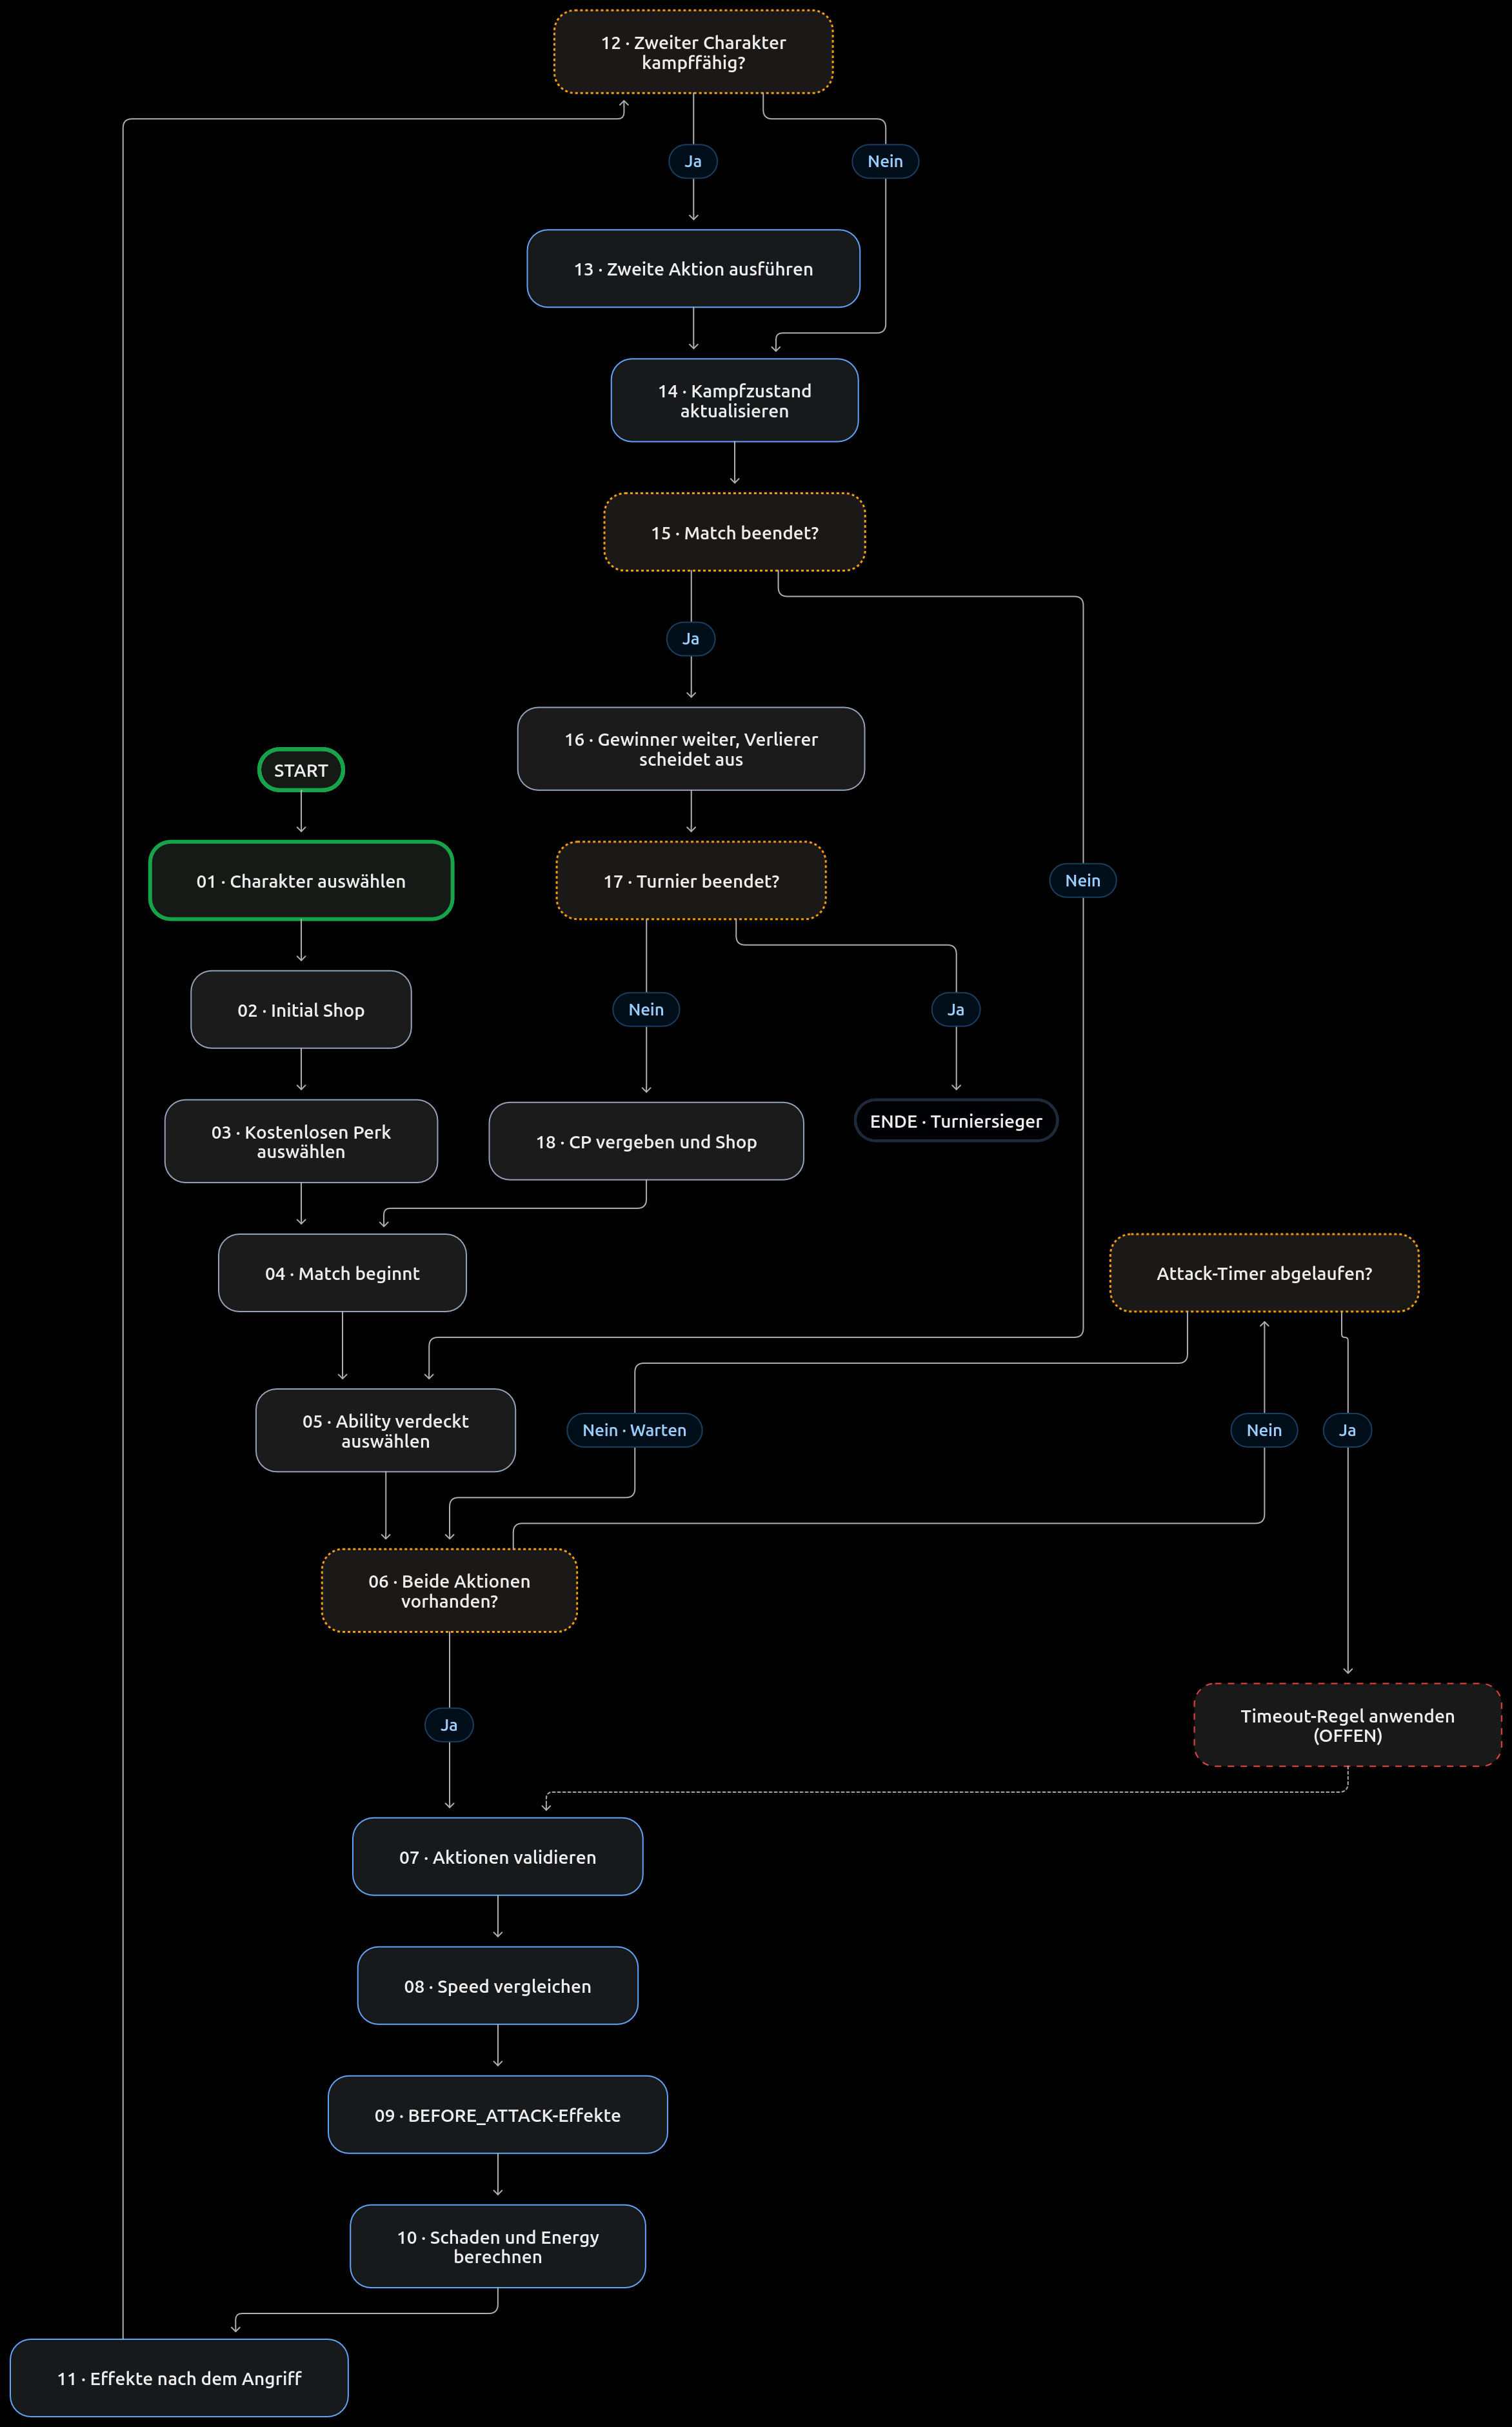 12 · Zweiter Charakter
kampffähig?
Ja
Nein
13 · Zweite Aktion ausführen
14 · Kampfzustand
aktualisieren
15 · Match beendet?
Ja
16 · Gewinner weiter, Verlierer
scheidet aus
START
01 · Charakter auswählen
17 · Turnier beendet?
Nein
02 · Initial Shop
Nein
Ja
03 · Kostenlosen Perk
auswählen
18 · CP vergeben und Shop
ENDE · Turniersieger
04 · Match beginnt
Attack-Timer abgelaufen?
05 · Ability verdeckt
auswählen
Nein · Warten
Nein
Ja
06 · Beide Aktionen
vorhanden?
Ja
Timeout-Regel anwenden
(OFFEN)
07 · Aktionen validieren
08 · Speed vergleichen
09 · BEFORE_ATTACK-Effekte
10 · Schaden und Energy
berechnen
11 · Effekte nach dem Angriff